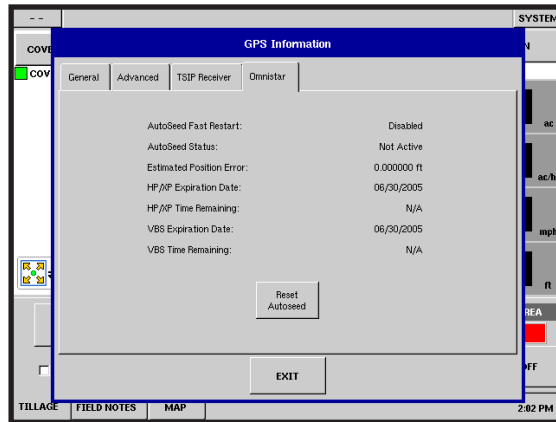 - -
SYSTEM
GPS Information
COVE
N
COV
General Advanced TSIP Receiver Omnistar
AutoSeed Fast Restart: Disabled
ac
AutoSeed Status: Not Active
Estimated Position Error: 0.000000 ft
ac/h
HP/XP Expiration Date: 06/30/2005
HP/XP Time Remaining: N/A
VBS Expiration Date: 06/30/2005
mph
VBS Time Remaining: N/A
ft
Reset
Autoseed
REA
EXIT
FF
TILLAGE FIELD NOTES MAP 2:02 PM